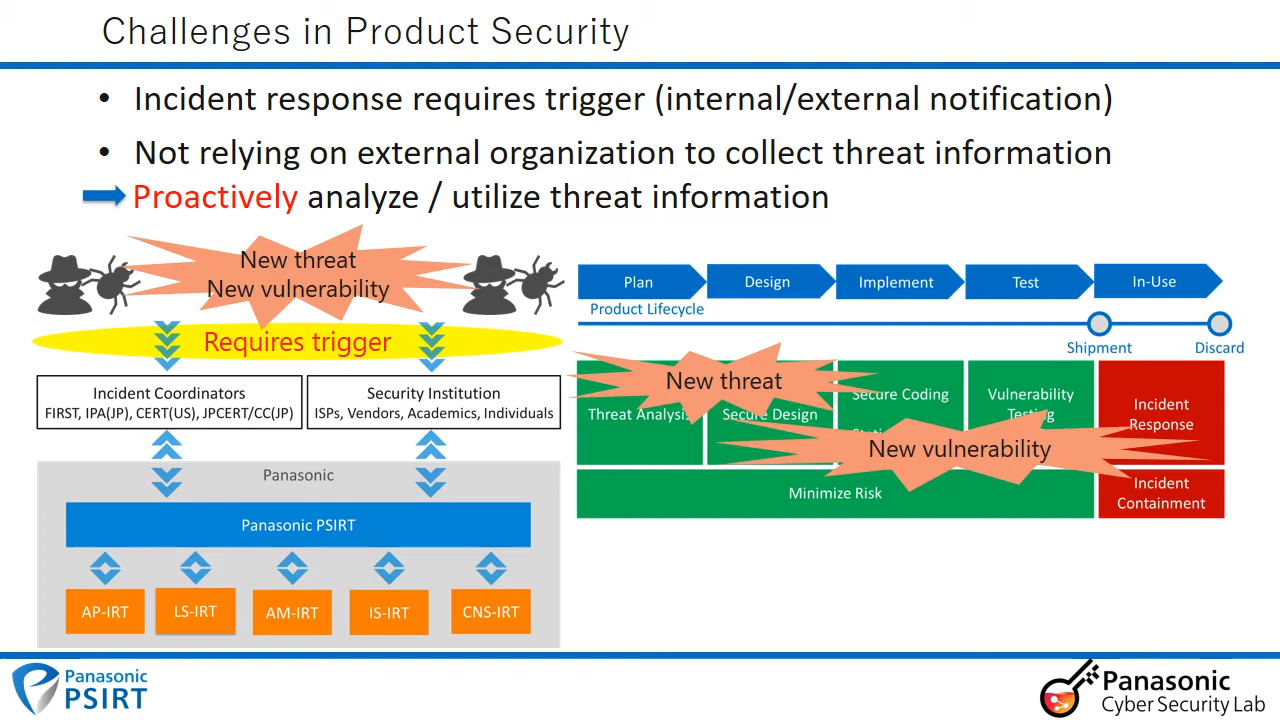 Challenges in Product Security
• Incident response requires trigger (internal/external notification)
• Not relying on external organization to collect threat information
Proactively analyze / utilize threat information
New threat
New vulnerability
Requires trigger
Incident Coordinators
FIRST, IPA(JP), CERT(US), JPCERT/CC(JP)
Security Institution
ISPs, Vendors, Academics, Individuals
Panasonic
Panasonic PSIRT
AP-IRT
LS-IRT
AM-IRT
IS-IRT
CNS-IRT
Plan
Design
Implement
Test
In-Use
Product Lifecycle
Shipment
Discard
New threat
Threat Analysis
Secure Design
Secure Coding
Vulnerability
Testing
Incident
Response
New vulnerability
Minimize Risk
Incident
Containment
Panasonic
PSIRT
Panasonic
Cyber Security Lab